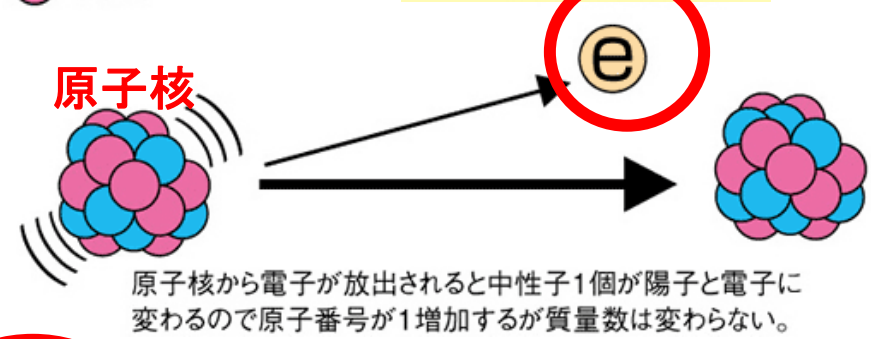 原子核
e
原子核から電子が放出されると中性子1個が陽子と電子に
変わるので原子番号が1増加するが質量数は変わらない。